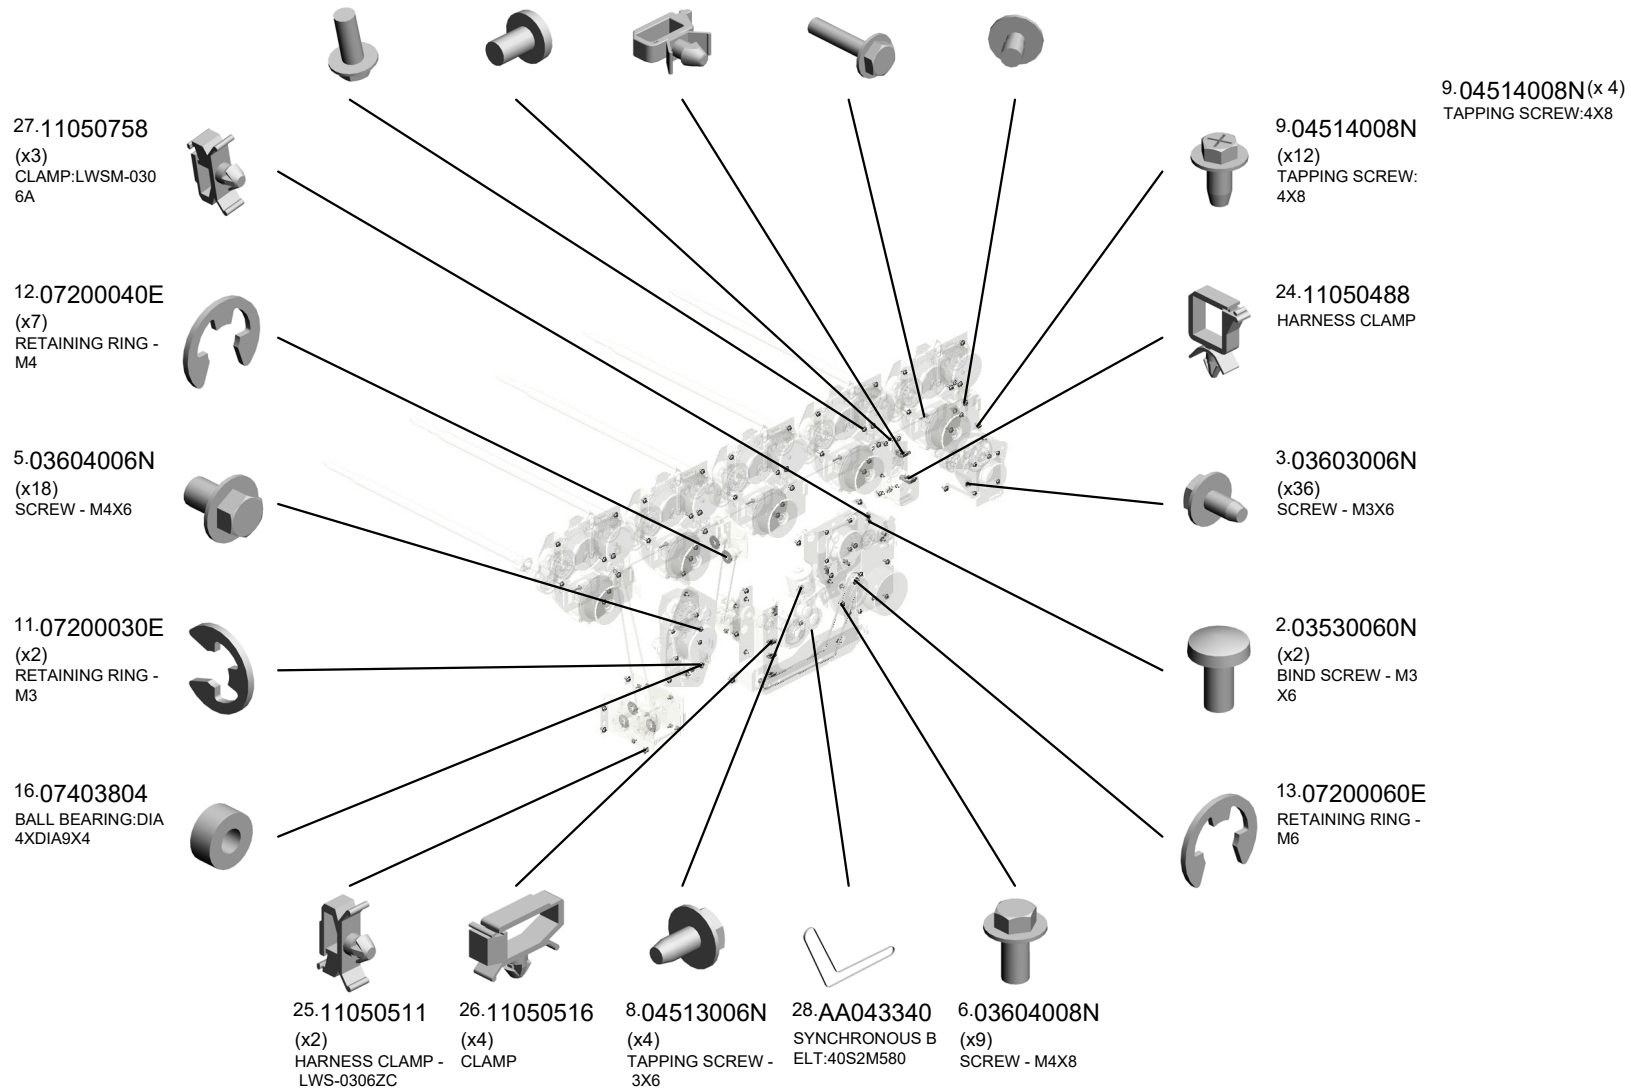 9.04514008N(x 4)
TAPPING SCREW:4X8
27.11050758
(x3)
CLAMP:LWSM-030
6A
9.04514008N
(x12)
TAPPING SCREW:
4X8
12.07200040E
(x7)
RETAINING RING -
M4
24.11050488
HARNESS CLAMP
5.03604006N
(x18)
SCREW - M4X6
3.03603006N
(x36)
SCREW - M3X6
11.07200030E
(x2)
RETAINING RING -
M3
2.03530060N
(x2)
BIND SCREW - M3
X6
16.07403804
BALL BEARING:DIA
4XDIA9X4
13.07200060E
RETAINING RING -
M6
25.11050511
(x2)
HARNESS CLAMP -
LWS-0306ZC
26.11050516
(x4)
CLAMP
8.04513006N
(x4)
TAPPING SCREW -
3X6
28.AA043340
SYNCHRONOUS B
ELT:40S2M580
6.03604008N
(x9)
SCREW - M4X8